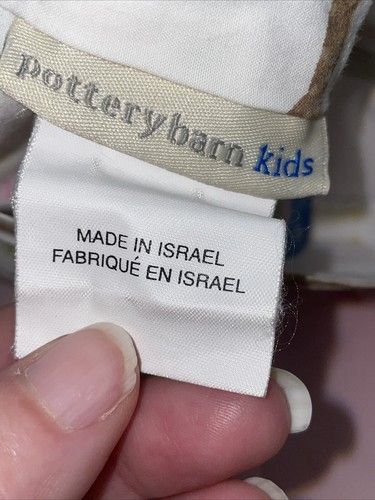 potterybarn kids
MADE IN ISRAEL
FABRIQUÉ EN ISRAEL